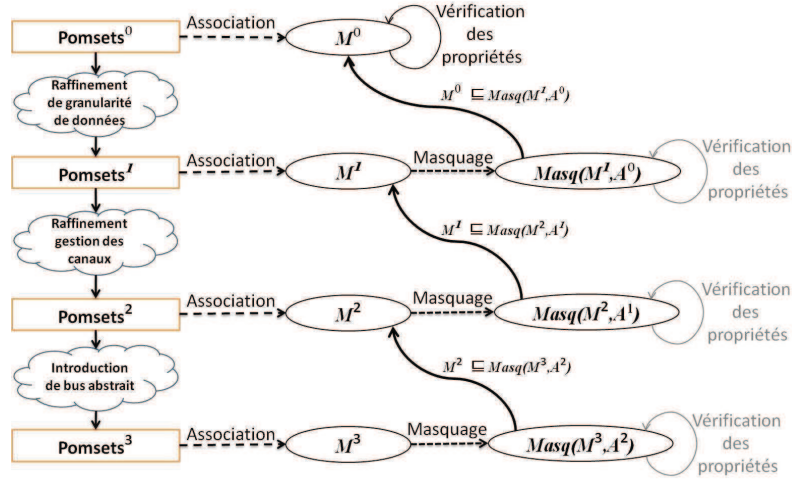 Pomsets⁰
Association
M⁰
Vérification
des
propriétés
Raffinement
de granularité
de données
M⁰ ⊑ Masq(M¹,A⁰)
Pomsets¹
Association
M¹
Masquage
Masq(M¹,A⁰)
Vérification
des
propriétés
Raffinement
gestion des
canaux
M¹ ⊑ Masq(M²,A¹)
Pomsets²
Association
M²
Masquage
Masq(M²,A¹)
Vérification
des
propriétés
Introduction
de bus abstrait
M² ⊑ Masq(M³,A²)
Pomsets³
Association
M³
Masquage
Masq(M³,A²)
Vérification
des
propriétés